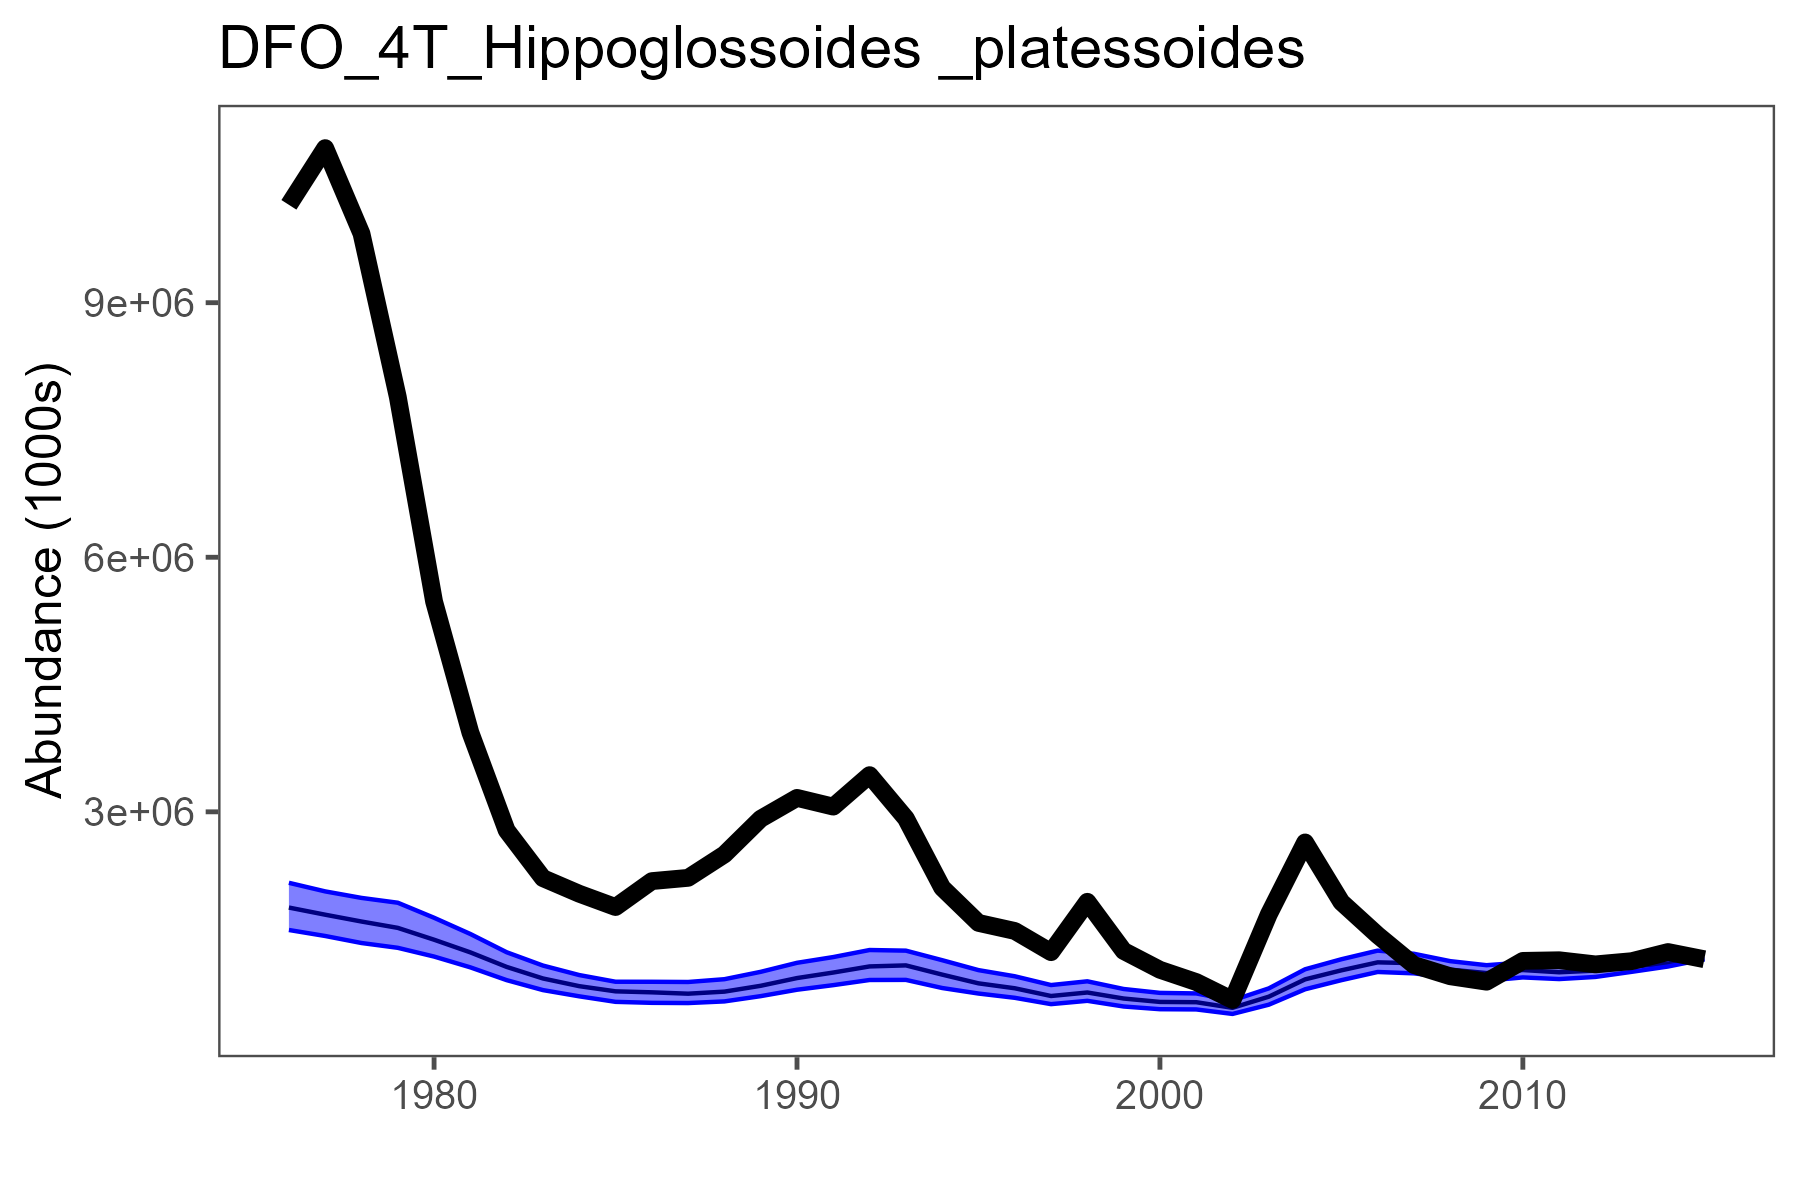 DFO_4T_Hippoglossoides _platessoides
Abundance (1000s)
9e+06
6e+06
3e+06
1980 1990 2000 2010